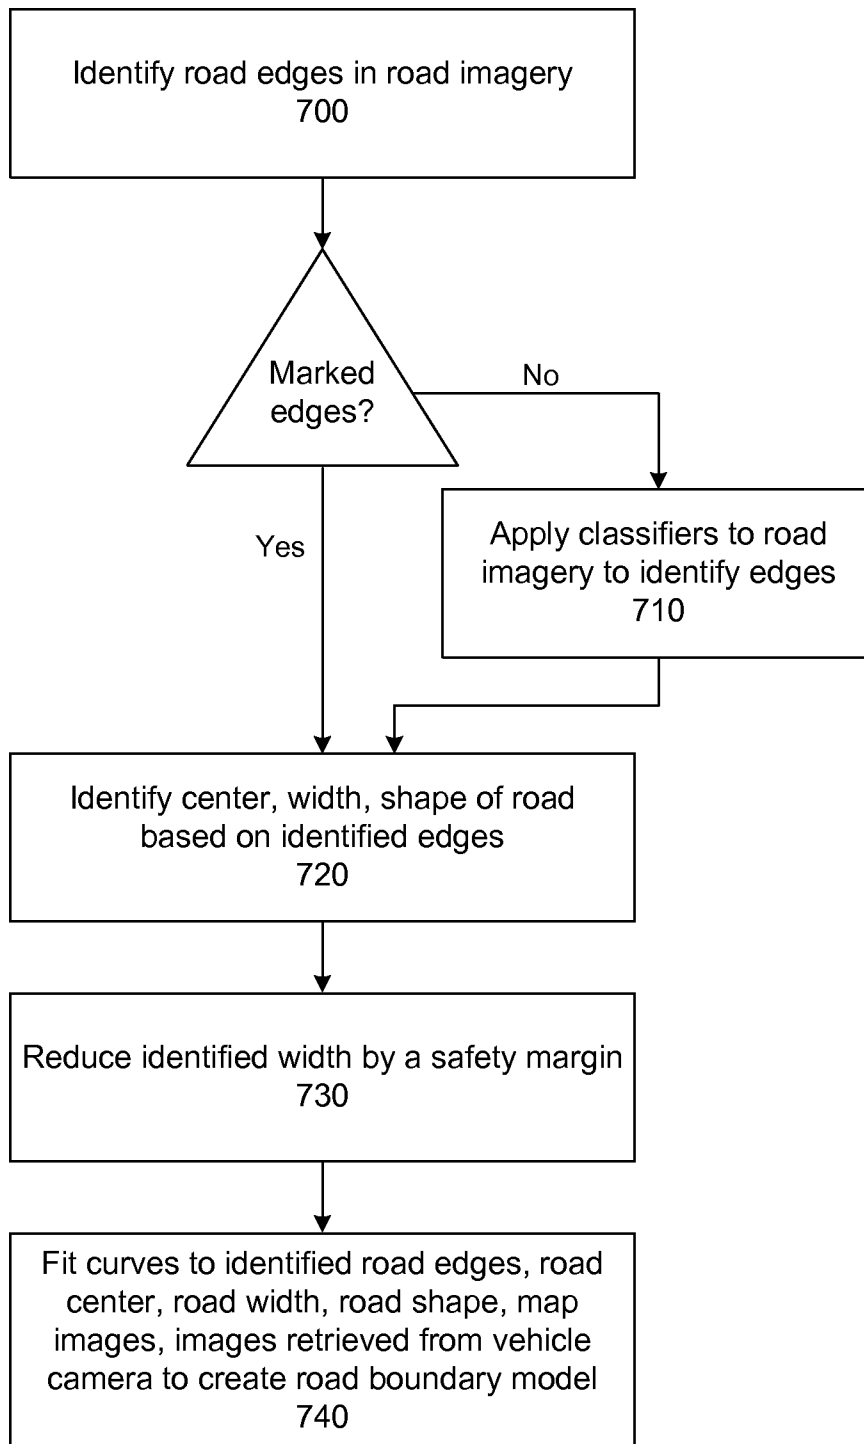 Identify road edges in road imagery
700
Marked
edges?
No
Yes
Apply classifiers to road
imagery to identify edges
710
Identify center, width, shape of road
based on identified edges
720
Reduce identified width by a safety margin
730
Fit curves to identified road edges, road
center, road width, road shape, map
images, images retrieved from vehicle
camera to create road boundary model
740